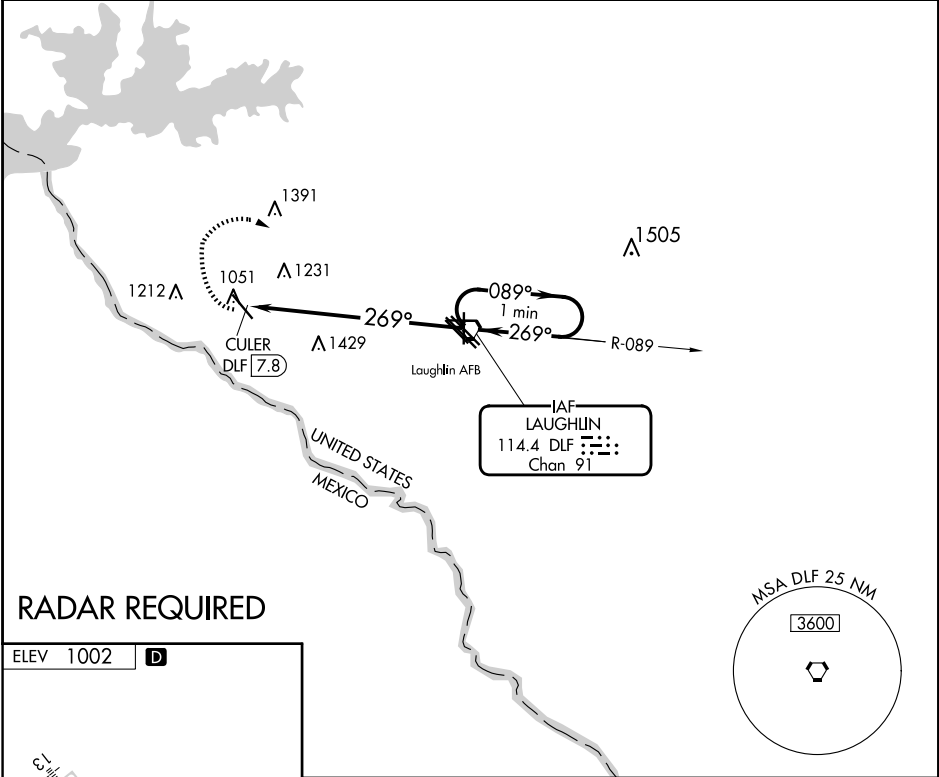 1391
1505
1231
1051
1212
089°
1 min
269°
269°
R-089
CULER
DLF 7.8
1429
Laughlin AFB
IAF
LAUGHLIN
114.4 DLF
Chan 91
UNITED STATES
MEXICO
RADAR REQUIRED
MSA DLF 25 NM
3600
ELEV 1002 D
13